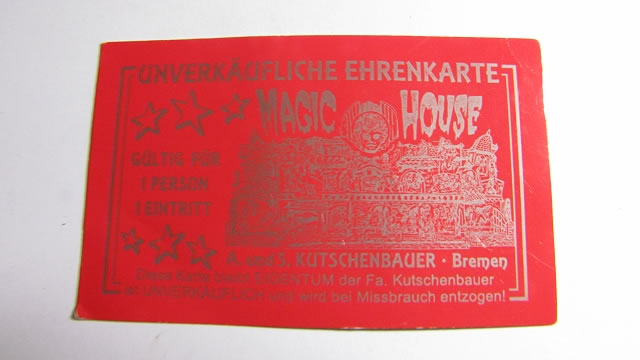 UNVERKÄUFLICHE EHRENKARTE
MAGIC HOUSE
GÜLTIG FÜR
1 PERSON
1 EINTRITT
A. und S. KUTSCHENBAUER · Bremen
Diese Karte bleibt EIGENTUM der Fa. Kutschenbauer
ist UNVERKÄUFLICH und wird bei Missbrauch entzogen!